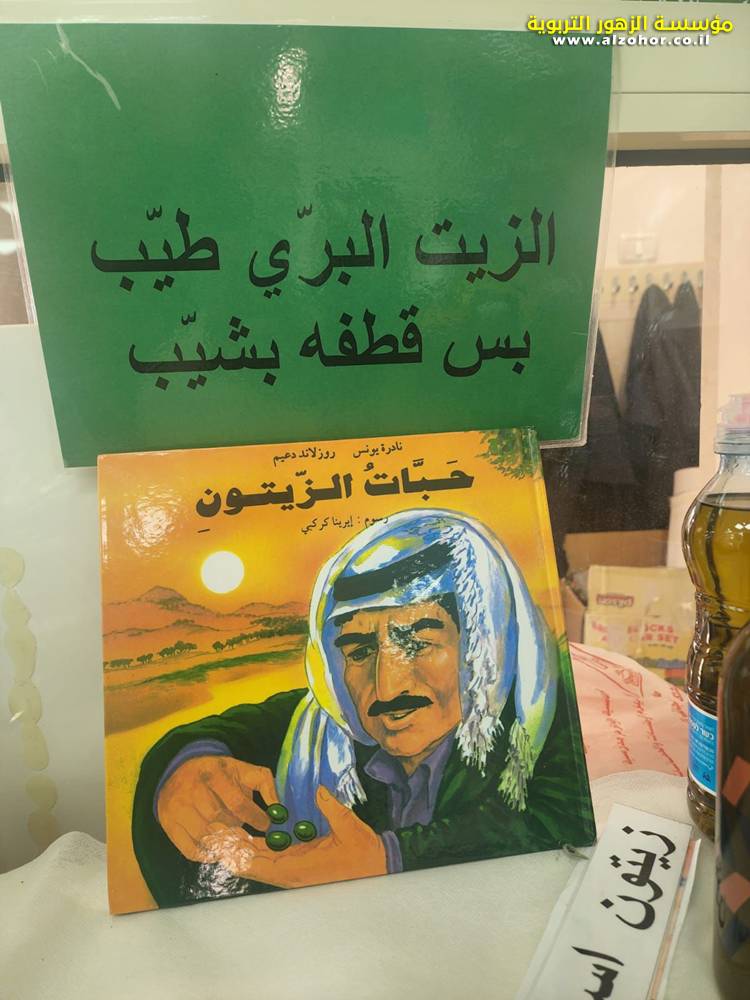 مؤسسة الزهور التربوية
www.alzohor.co.il
الزيت البرّي طيّب
بس قطفه بشيّب
نادرة يونس روزلاند دعيم
حَبَّاتُ الزّيتونِ
رسوم : إيرينا كركبي
زيتون